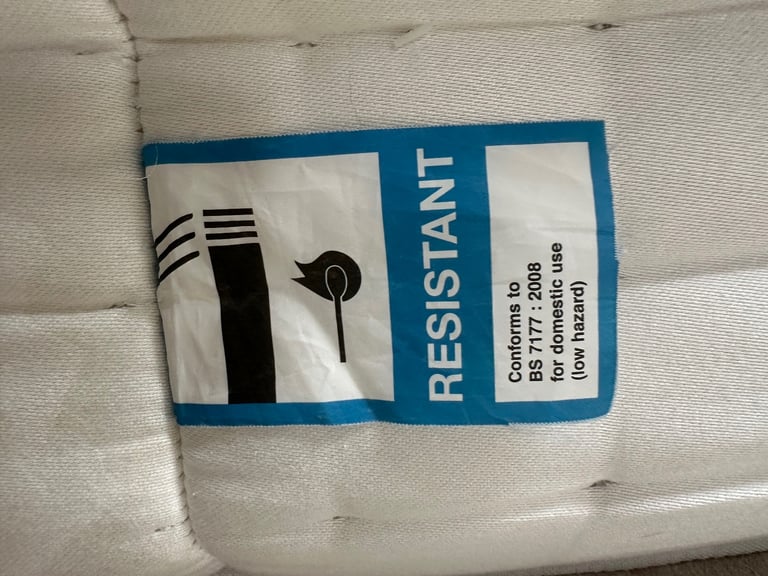 RESISTANT
Conforms to
BS 7177 : 2008
for domestic use
(low hazard)